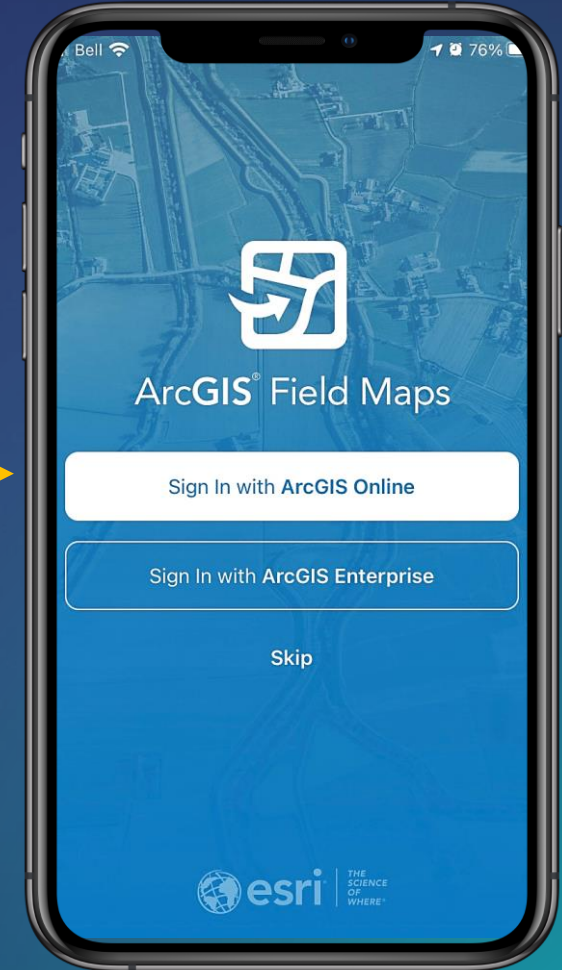 Bell 76%
ArcGIS® Field Maps
Sign In with ArcGIS Online
Sign In with ArcGIS Enterprise
Skip
esri
THE
SCIENCE
OF
WHERE®